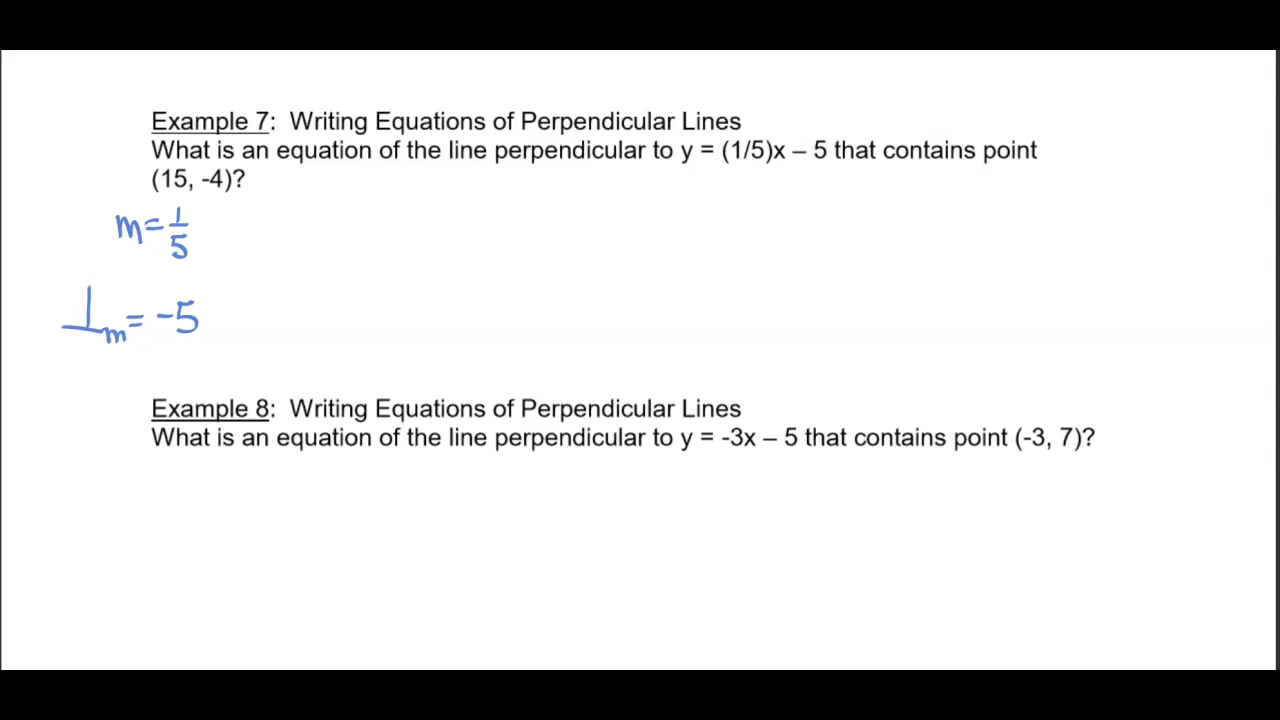 Example 7:  Writing Equations of Perpendicular Lines
What is an equation of the line perpendicular to y = (1/5)x – 5 that contains point
(15, -4)?
m = 1/5
⊥m = -5
Example 8:  Writing Equations of Perpendicular Lines
What is an equation of the line perpendicular to y = -3x – 5 that contains point (-3, 7)?